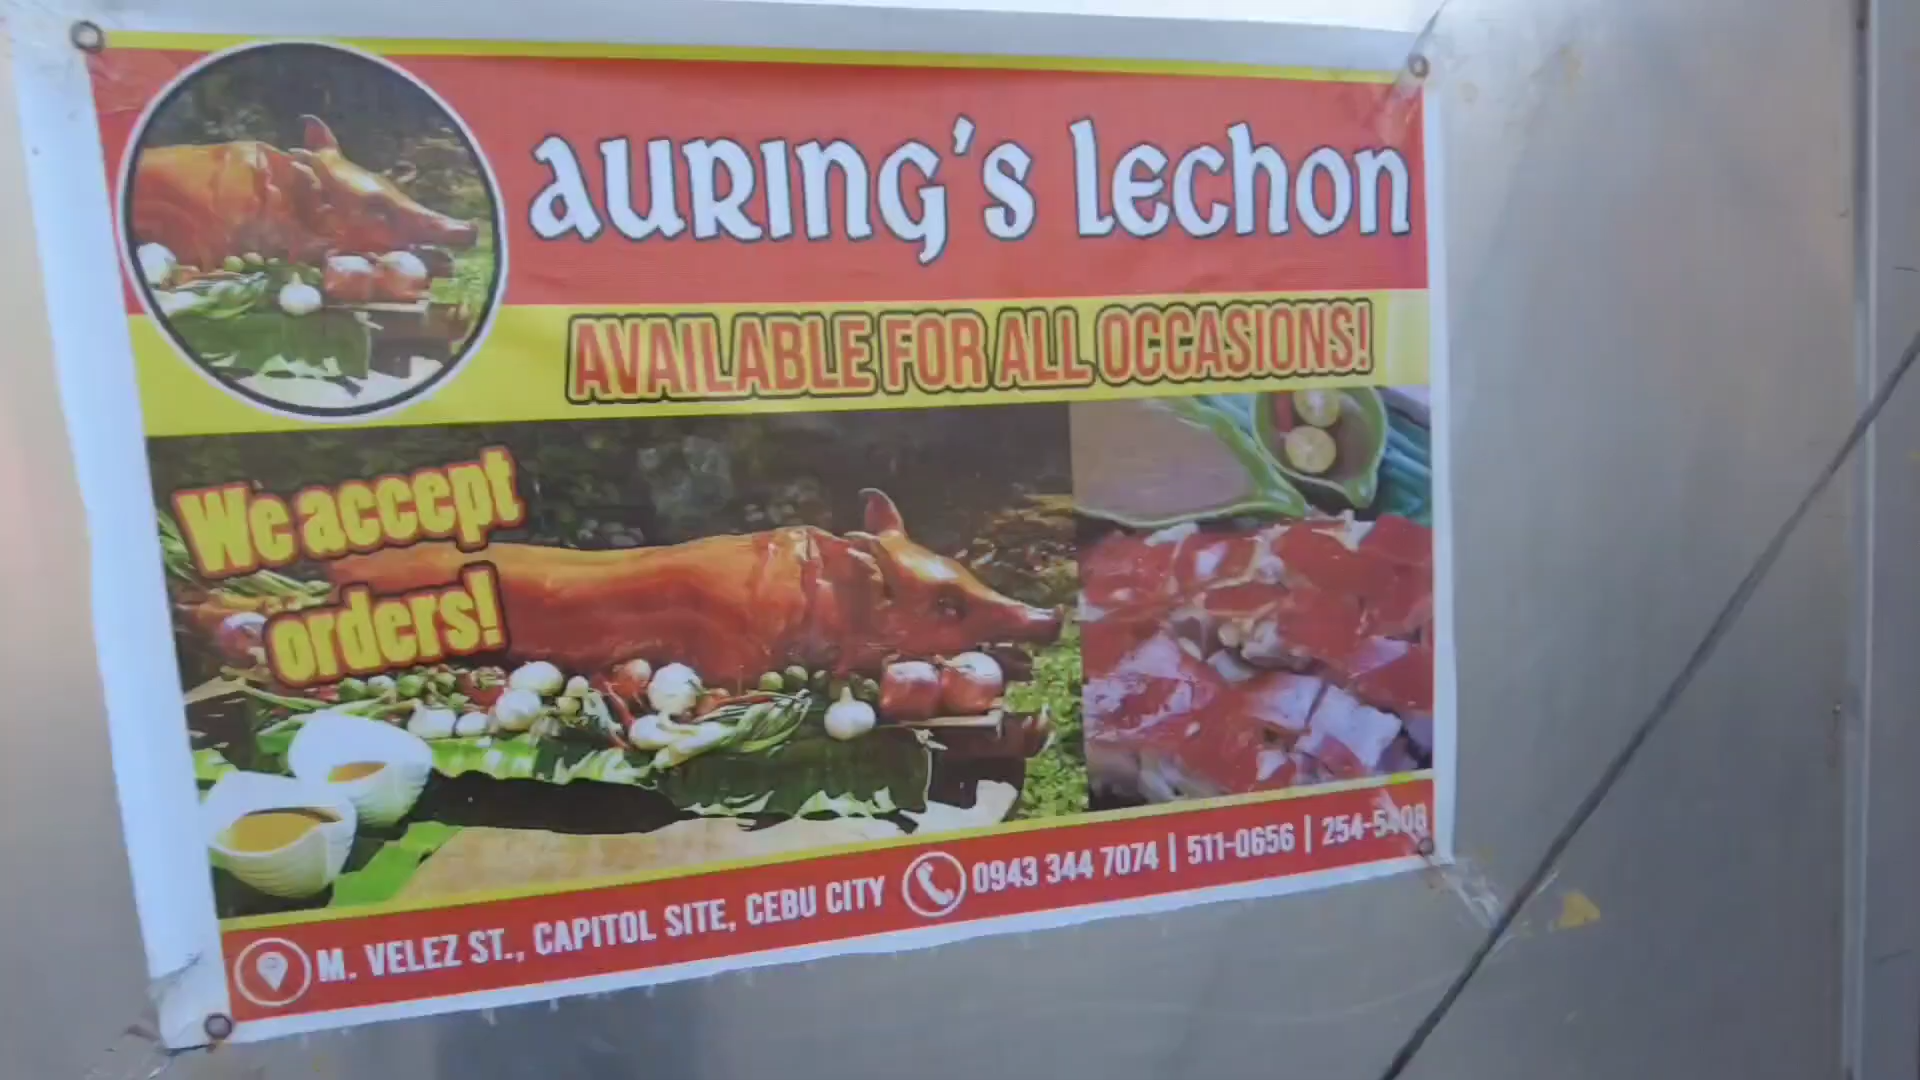 AURING'S LECHON
AVAILABLE FOR ALL OCCASIONS!
We accept
orders!
M. VELEZ ST., CAPITOL SITE, CEBU CITY 0943 344 7074 | 511-0656 | 254-5408